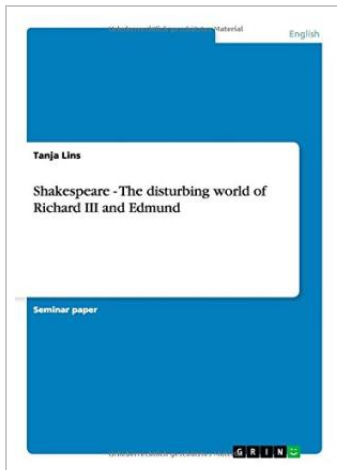 English
Tanja Lins
Shakespeare - The disturbing world of
Richard III and Edmund
Seminar paper
GRIN